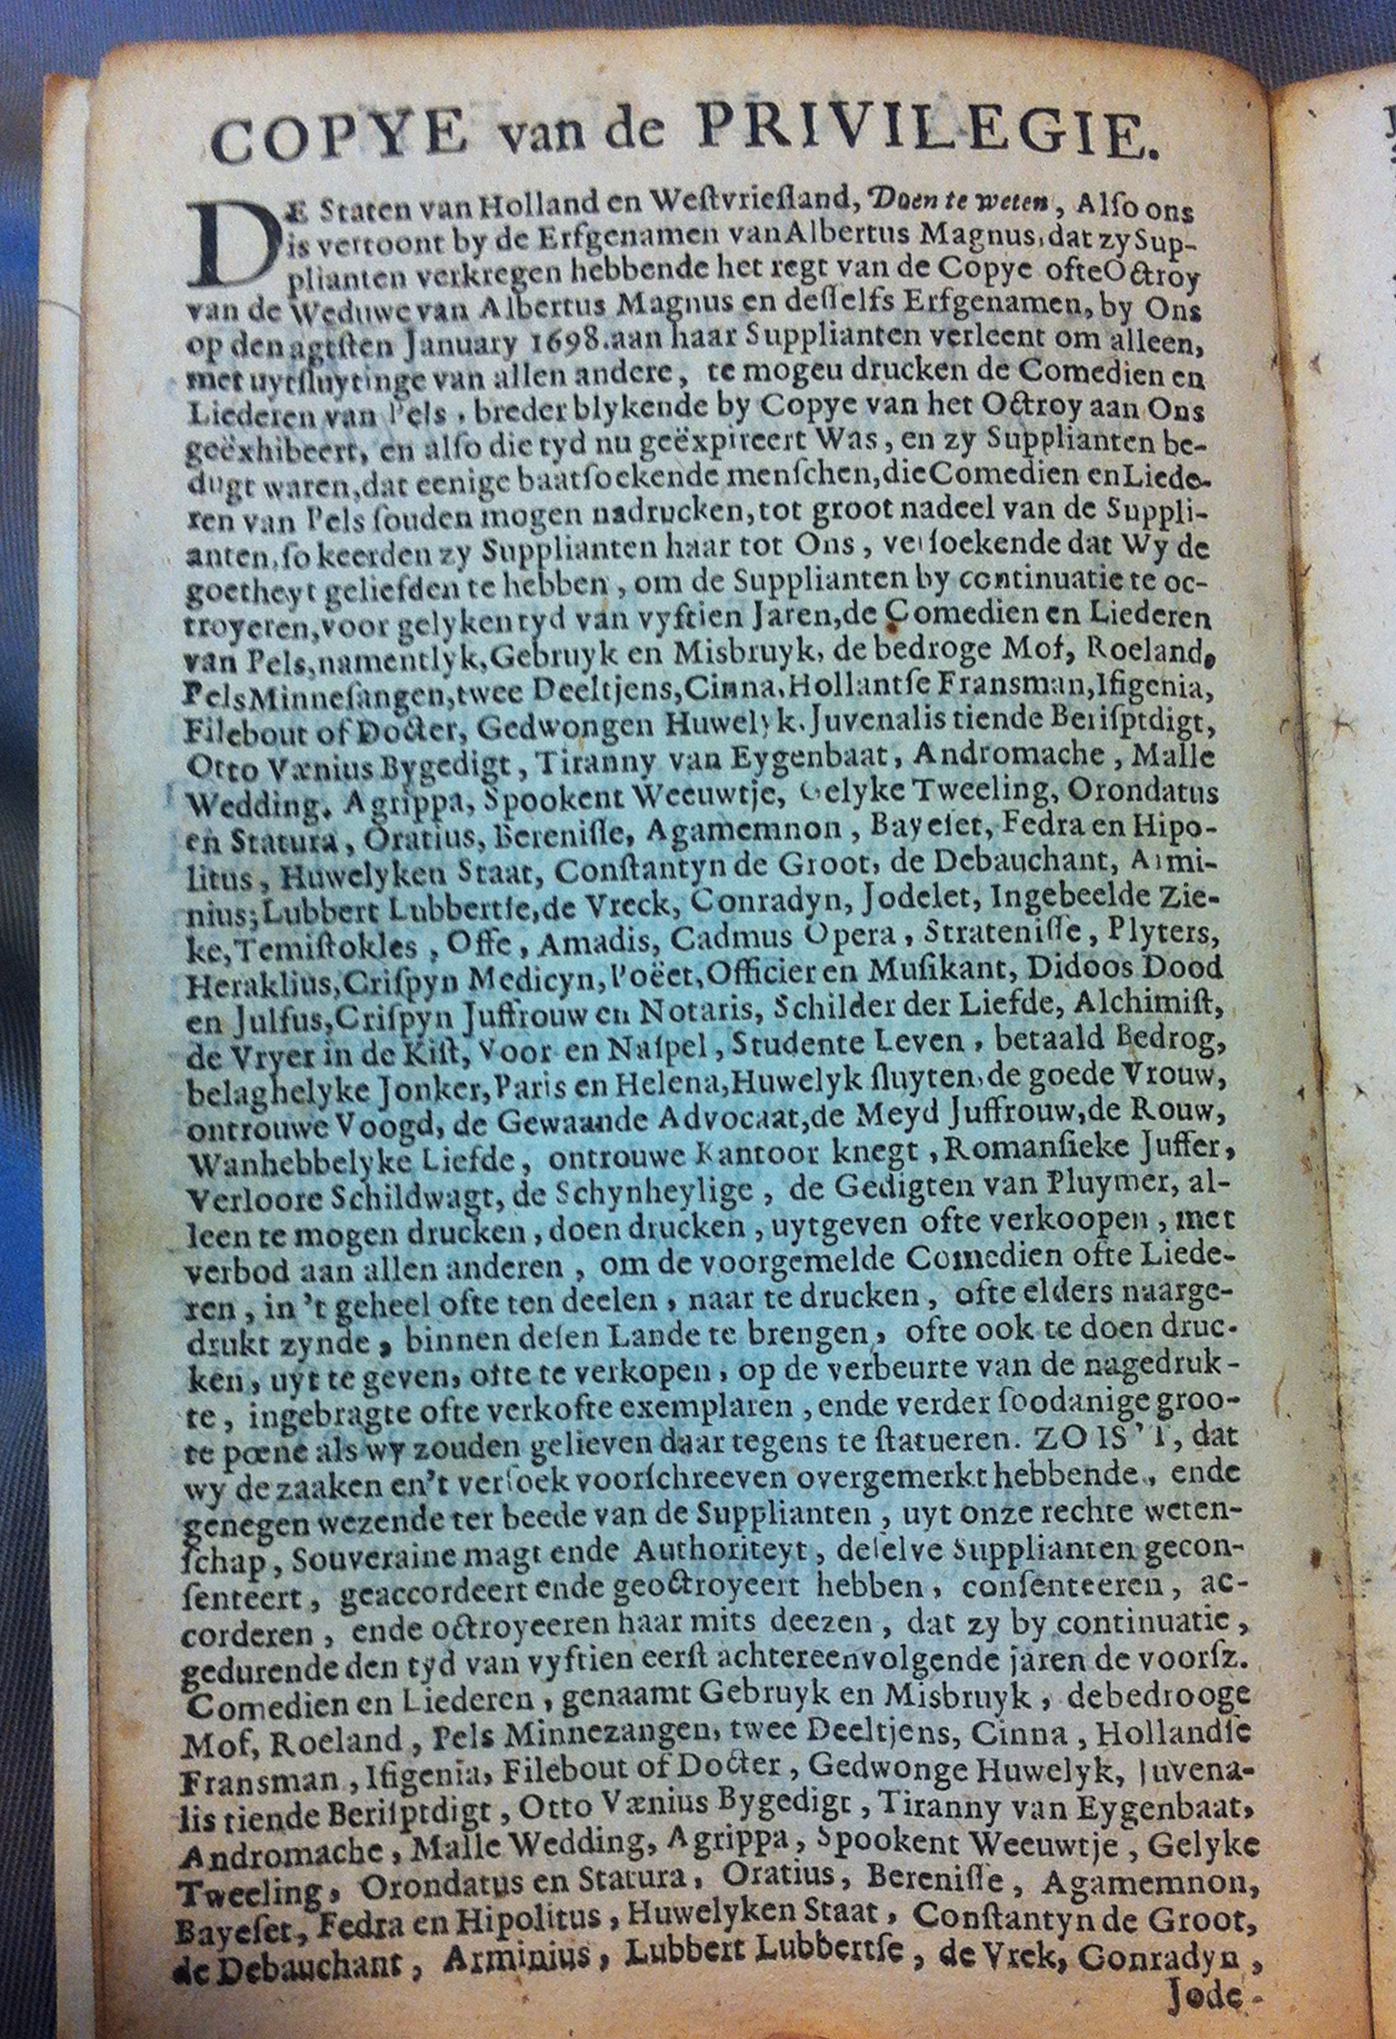 COPYE van de PRIVILEGIE.
DE Staten van Holland en Weſtvrieſland, Doen te weten, Alſo ons
is vertoont by de Erfgenamen van Albertus Magnus, dat zy Sup-
plianten verkregen hebbende het regt van de Copye ofte Octroy
van de Weduwe van Albertus Magnus en deſſelfs Erfgenamen, by Ons
op den agtſten January 1698. aan haar Supplianten verleent om alleen,
met uytſluytinge van allen andere, te mogeu drucken de Comedien en
Liederen van Pels, breder blykende by Copye van het Octroy aan Ons
geëxhibeert, en alſo die tyd nu geëxpireert Was, en zy Supplianten be-
dugt waren, dat eenige baatſoekende menſchen, die Comedien en Liede-
ren van Pels ſouden mogen nadrucken, tot groot nadeel van de Suppli-
anten, ſo keerden zy Supplianten haar tot Ons, verſoekende dat Wy de
goetheyt geliefden te hebben, om de Supplianten by continuatie te oc-
troyeren, voor gelyken tyd van vyftien Jaren, de Comedien en Liederen
van Pels, namentlyk, Gebruyk en Misbruyk, de bedroge Mof, Roeland,
Pels Minneſangen, twee Deeltjens, Cinna, Hollantſe Fransman, Ifigenia,
Filebout of Docter, Gedwongen Huwelyk. Juvenalis tiende Beriſptdigt,
Otto Vænius Bygedigt, Tiranny van Eygenbaat, Andromache, Malle
Wedding, Agrippa, Spookent Weeuwtje, Gelyke Tweeling, Orondatus
en Statura, Oratius, Bereniſſe, Agamemnon, Bayeſet, Fedra en Hipo-
litus, Huwelyken Staat, Conſtantyn de Groot, de Debauchant, Armi-
nius; Lubbert Lubbertſe, de Vreck, Conradyn, Jodelet, Ingebeelde Zie-
ke, Temiſtokles, Oſſe, Amadis, Cadmus Opera, Strateniſſe, Plyters,
Heraklius, Criſpyn Medicyn, Poëet, Officier en Muſikant, Didoos Dood
en Julfus, Criſpyn Juffrouw en Notaris, Schilder der Liefde, Alchimiſt,
de Vryer in de Kiſt, Voor en Naſpel, Studente Leven, betaald Bedrog,
belaghelyke Jonker, Paris en Helena, Huwelyk ſluyten, de goede Vrouw,
ontrouwe Voogd, de Gewaande Advocaat, de Meyd Juffrouw, de Rouw,
Wanhebbelyke Liefde, ontrouwe Kantoor knegt, Romanſieke Juffer,
Verloore Schildwagt, de Schynheylige, de Gedigten van Pluymer, al-
leen te mogen drucken, doen drucken, uytgeven ofte verkoopen, met
verbod aan allen anderen, om de voorgemelde Comedien ofte Liede-
ren, in 't geheel ofte ten deelen, naar te drucken, ofte elders naarge-
drukt zynde, binnen deſen Lande te brengen, ofte ook te doen druc-
ken, uyt te geven, ofte te verkopen, op de verbeurte van de nagedruk-
te, ingebragte ofte verkofte exemplaren, ende verder ſoodanige groo-
te pœne als wy zouden gelieven daar tegens te ſtatueren. ZO IS 'T, dat
wy de zaaken en 't verſoek voorſchreeven overgemerkt hebbende, ende
genegen wezende ter beede van de Supplianten, uyt onze rechte weten-
ſchap, Souveraine magt ende Authoriteyt, deſelve Supplianten gecon-
ſenteert, geaccordeert ende geoctroyeert hebben, conſenteeren, ac-
corderen, ende octroyeeren haar mits deezen, dat zy by continuatie,
gedurende den tyd van vyftien eerſt achtereenvolgende jaren de voorſz.
Comedien en Liederen, genaamt Gebruyk en Misbruyk, de bedrooge
Mof, Roeland, Pels Minnezangen, twee Deeltjens, Cinna, Hollandſe
Fransman, Ifigenia, Filebout of Docter, Gedwonge Huwelyk, Juvena-
lis tiende Beriſptdigt, Otto Vænius Bygedigt, Tiranny van Eygenbaat,
Andromache, Malle Wedding, Agrippa, Spookent Weeuwtje, Gelyke
Tweeling, Orondatus en Statura, Oratius, Bereniſſe, Agamemnon,
Bayeſet, Fedra en Hipolitus, Huwelyken Staat, Conſtantyn de Groot,
de Debauchant, Arminius, Lubbert Lubbertſe, de Vrek, Conradyn,
Jode-